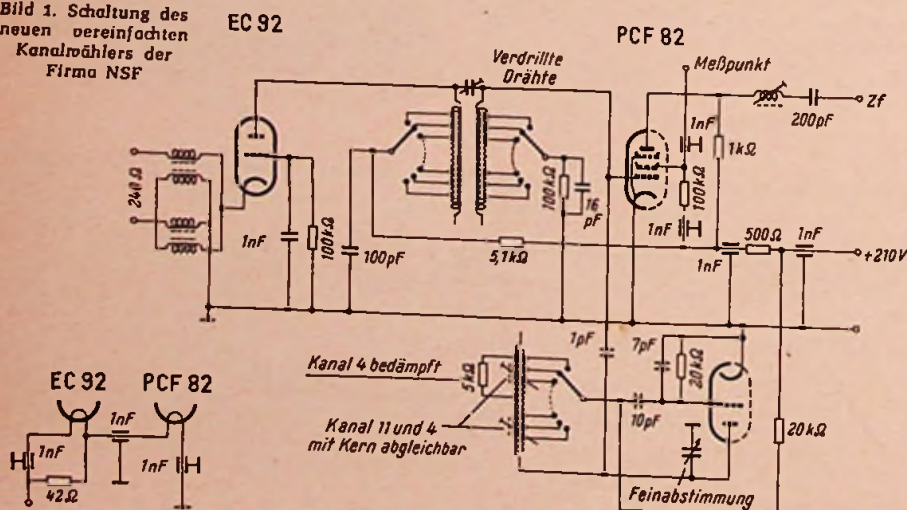 Bild 1. Schaltung des
neuen vereinfachten
Kanalwählers der
Firma NSF
EC 92
PCF 82
Verdrillte
Drähte
Meßpunkt
Zf
200pF
1nF
1kΩ
240Ω
100kΩ
1nF
100kΩ
100pF
100kΩ
16
pF
1nF
5,1kΩ
500Ω
1nF
1nF
+210V
1pF
7pF
20kΩ
Kanal 4 bedämpft
5kΩ
10pF
20kΩ
Kanal 11 und 4
mit Kern abgleichbar
Feinabstimmung
EC 92
PCF 82
1nF
1nF
1nF
42Ω